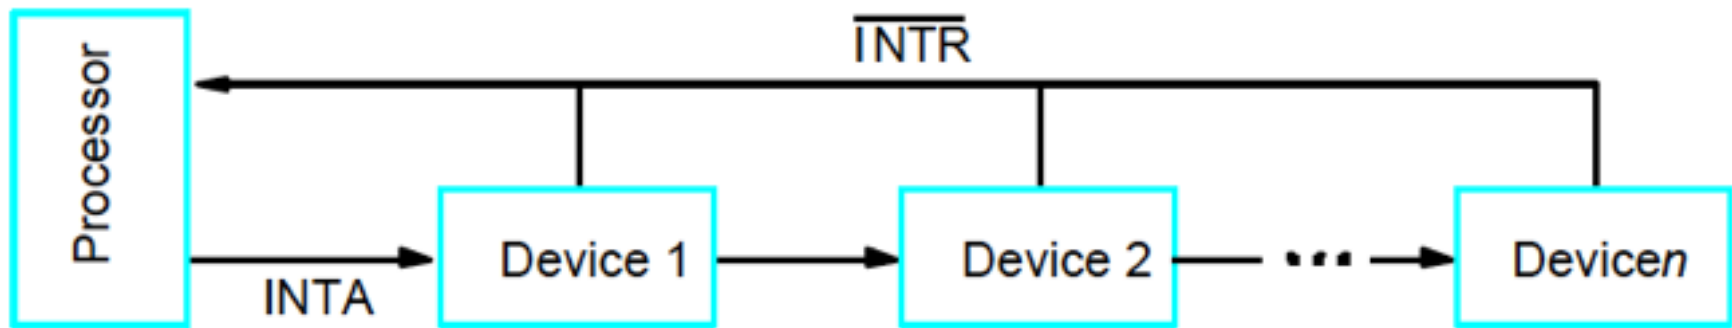 INTR
Processor
Device 1
Device 2
Devicen
INTA